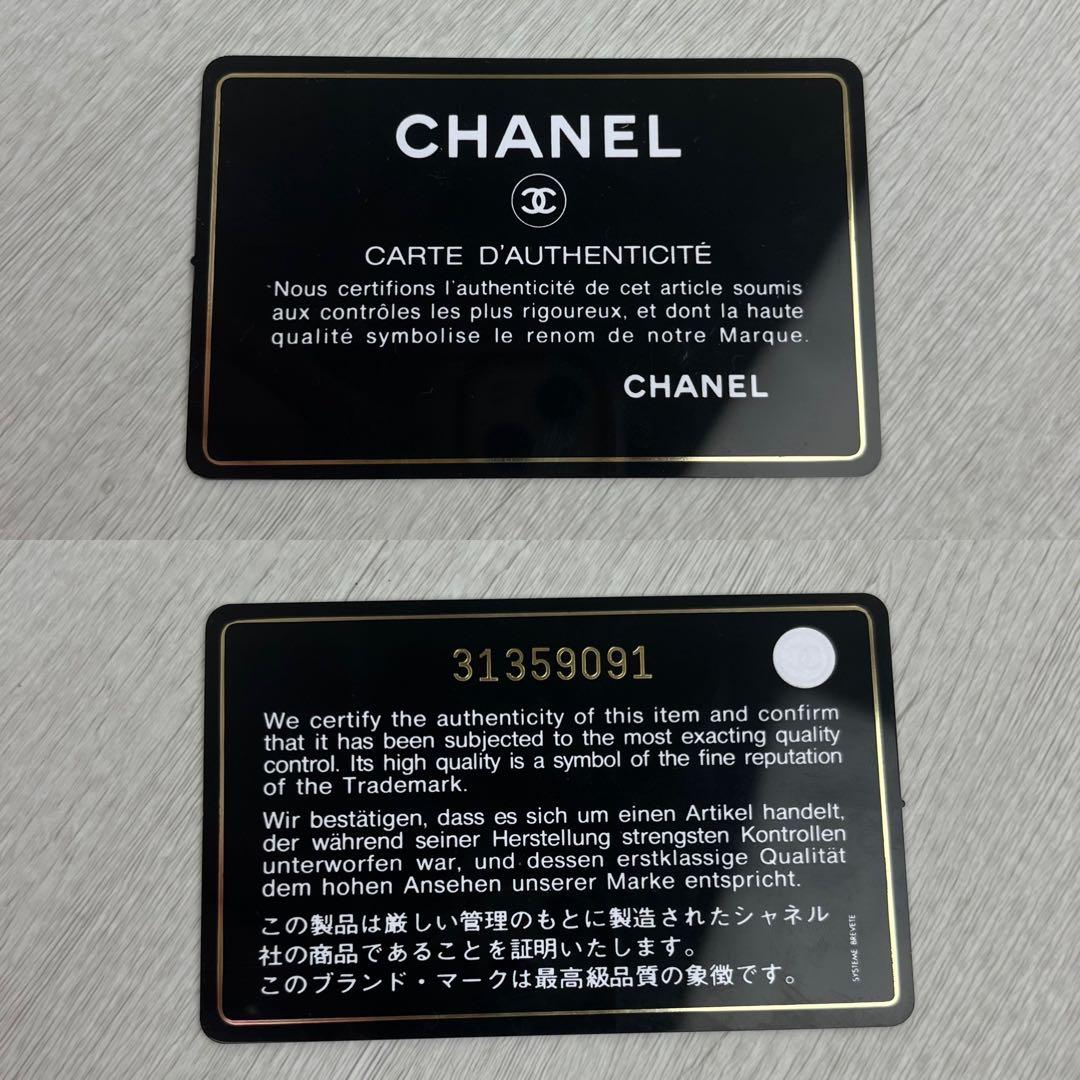 CHANEL
CARTE D'AUTHENTICITÉ
Nous certifions l'authenticité de cet article soumis
aux contrôles les plus rigoureux, et dont la haute
qualité symbolise le renom de notre Marque.
CHANEL
31359091
We certify the authenticity of this item and confirm
that it has been subjected to the most exacting quality
control. Its high quality is a symbol of the fine reputation
of the Trademark.
Wir bestätigen, dass es sich um einen Artikel handelt,
der während seiner Herstellung strengsten Kontrollen
unterworfen war, und dessen erstklassige Qualität
dem hohen Ansehen unserer Marke entspricht.
この製品は厳しい管理のもとに製造されたシャネル
社の商品であることを証明いたします。
このブランド・マークは最高級品質の象徴です。
SYSTEME BREVETE